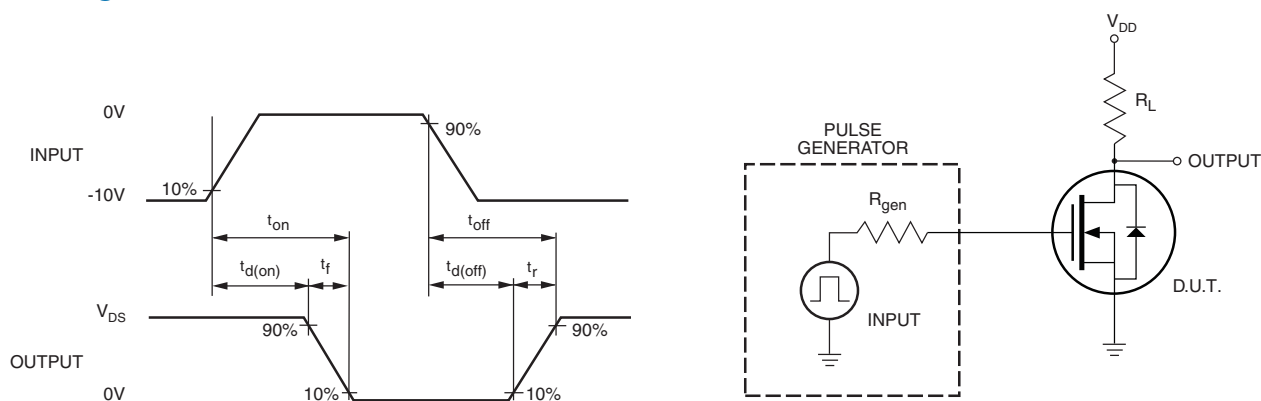 0V
INPUT
-10V
10%
90%
t_on
t_off
t_d(on)
t_f
t_d(off)
t_r
V_DS
90%
90%
OUTPUT
10%
10%
0V
V_DD
R_L
PULSE
GENERATOR
OUTPUT
R_gen
INPUT
D.U.T.